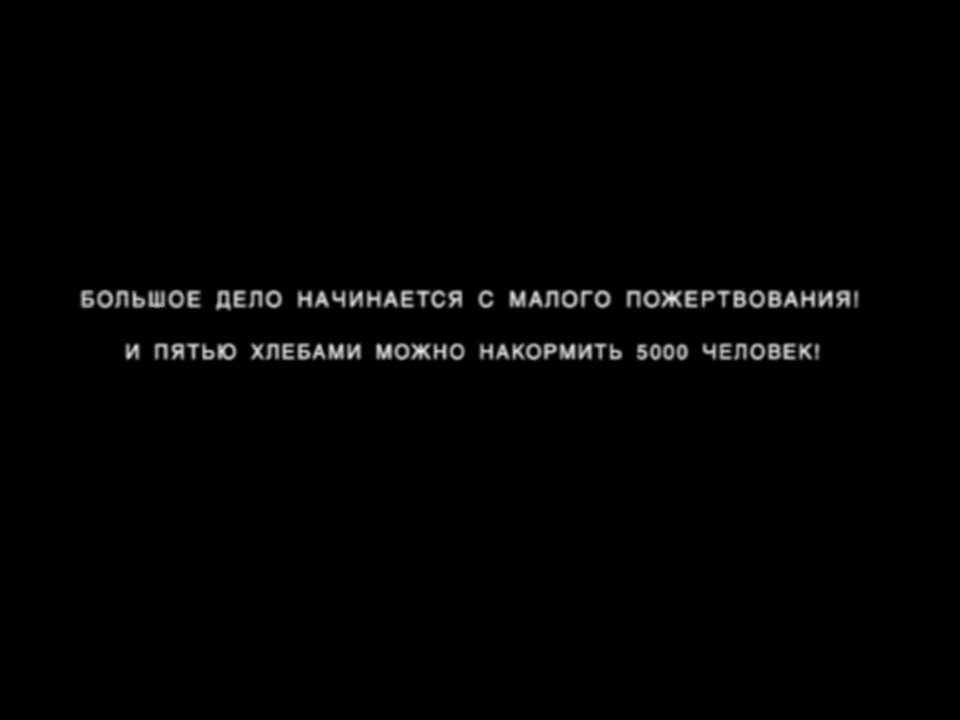 БОЛЬШОЕ ДЕЛО НАЧИНАЕТСЯ С МАЛОГО ПОЖЕРТВОВАНИЯ!
И ПЯТЬЮ ХЛЕБАМИ МОЖНО НАКОРМИТЬ 5000 ЧЕЛОВЕК!